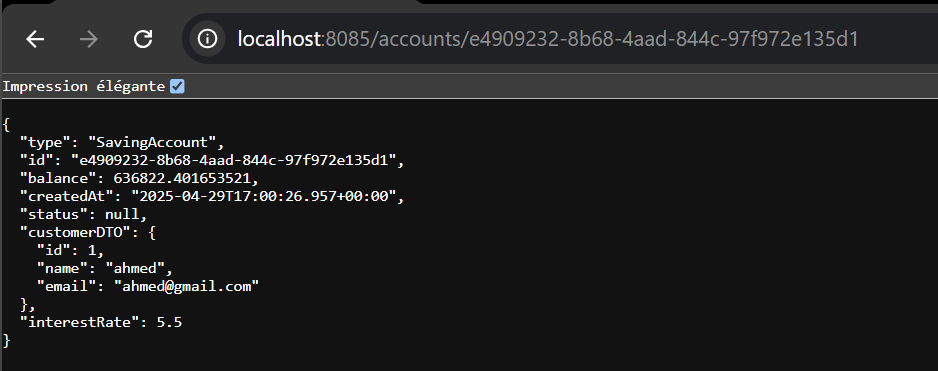 localhost:8085/accounts/e4909232-8b68-4aad-844c-97f972e135d1
Impression élégante
{
  "type": "SavingAccount",
  "id": "e4909232-8b68-4aad-844c-97f972e135d1",
  "balance": 636822.401653521,
  "createdAt": "2025-04-29T17:00:26.957+00:00",
  "status": null,
  "customerDTO": {
    "id": 1,
    "name": "ahmed",
    "email": "ahmed@gmail.com"
  },
  "interestRate": 5.5
}